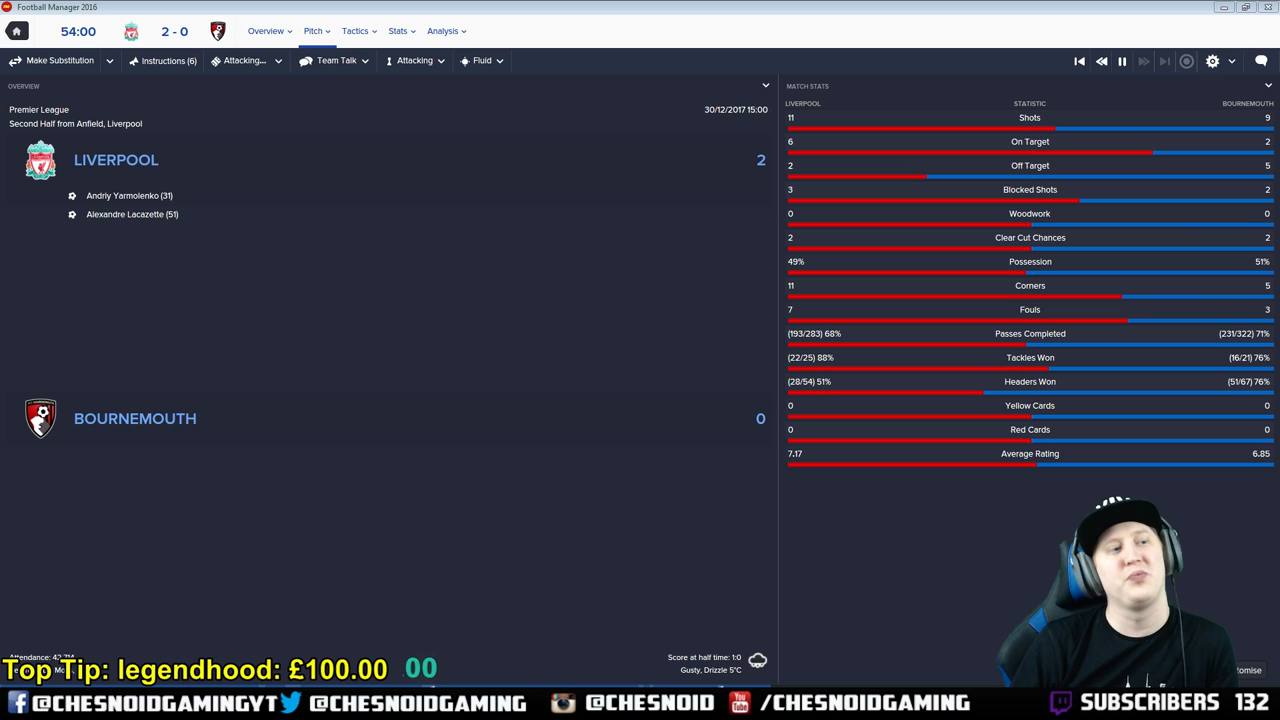 Football Manager 2016
54:00 2 - 0 Overview Pitch Tactics Stats Analysis
Make Substitution Instructions (6) Attacking... Team Talk Attacking Fluid
OVERVIEW
Premier League 30/12/2017 15:00
Second Half from Anfield, Liverpool
LIVERPOOL 2
Andriy Yarmolenko (31)
Alexandre Lacazette (51)
BOURNEMOUTH 0
Score at half time: 1:0
Gusty, Drizzle 5°C
MATCH STATS
LIVERPOOL STATISTIC BOURNEMOUTH
11 Shots 9
6 On Target 2
2 Off Target 5
3 Blocked Shots 2
0 Woodwork 0
2 Clear Cut Chances 2
49% Possession 51%
11 Corners 5
7 Fouls 3
(193/283) 68% Passes Completed (231/322) 71%
(22/25) 88% Tackles Won (16/21) 76%
(28/54) 51% Headers Won (51/67) 76%
0 Yellow Cards 0
0 Red Cards 0
7.17 Average Rating 6.85
Top Tip: legendhood: £100.00 00
@CHESNOIDGAMINGYT @CHESNOIDGAMING @CHESNOID /CHESNOIDGAMING SUBSCRIBERS 132